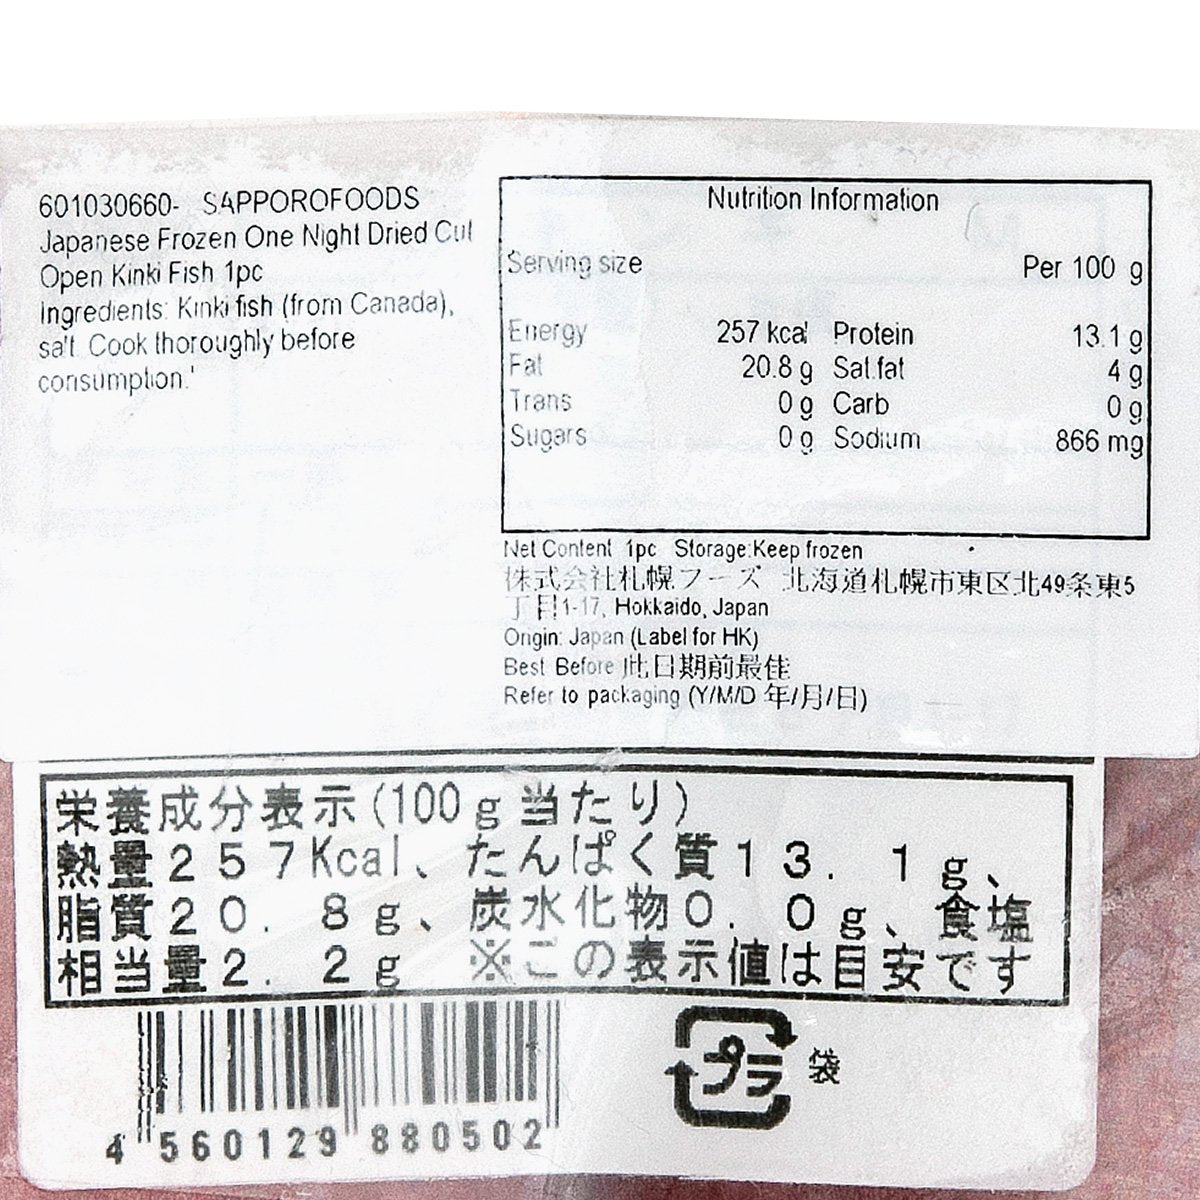 601030660- SAPPOROFOODS
Japanese Frozen One Night Dried Cut
Open Kinki Fish 1pc
Ingredients: Kinki fish (from Canada),
salt. Cook thoroughly before
consumption.'
Nutrition Information
Serving size Per 100 g
Energy 257 kcal Protein 13.1 g
Fat 20.8 g Sat.fat 4 g
Trans 0 g Carb 0 g
Sugars 0 g Sodium 866 mg
Net Content 1pc Storage:Keep frozen
株式会社札幌フーズ 北海道札幌市東区北49条東5
丁目1-17, Hokkaido, Japan
Origin: Japan (Label for HK)
Best Before 此日期前最佳
Refer to packaging (Y/M/D 年/月/日)
栄養成分表示(100g当たり)
熱量257Kcal、たんぱく質13.1g、
脂質20.8g、炭水化物0.0g、食塩
相当量2.2g ※この表示値は目安です
4 560129 880502
プラ 袋